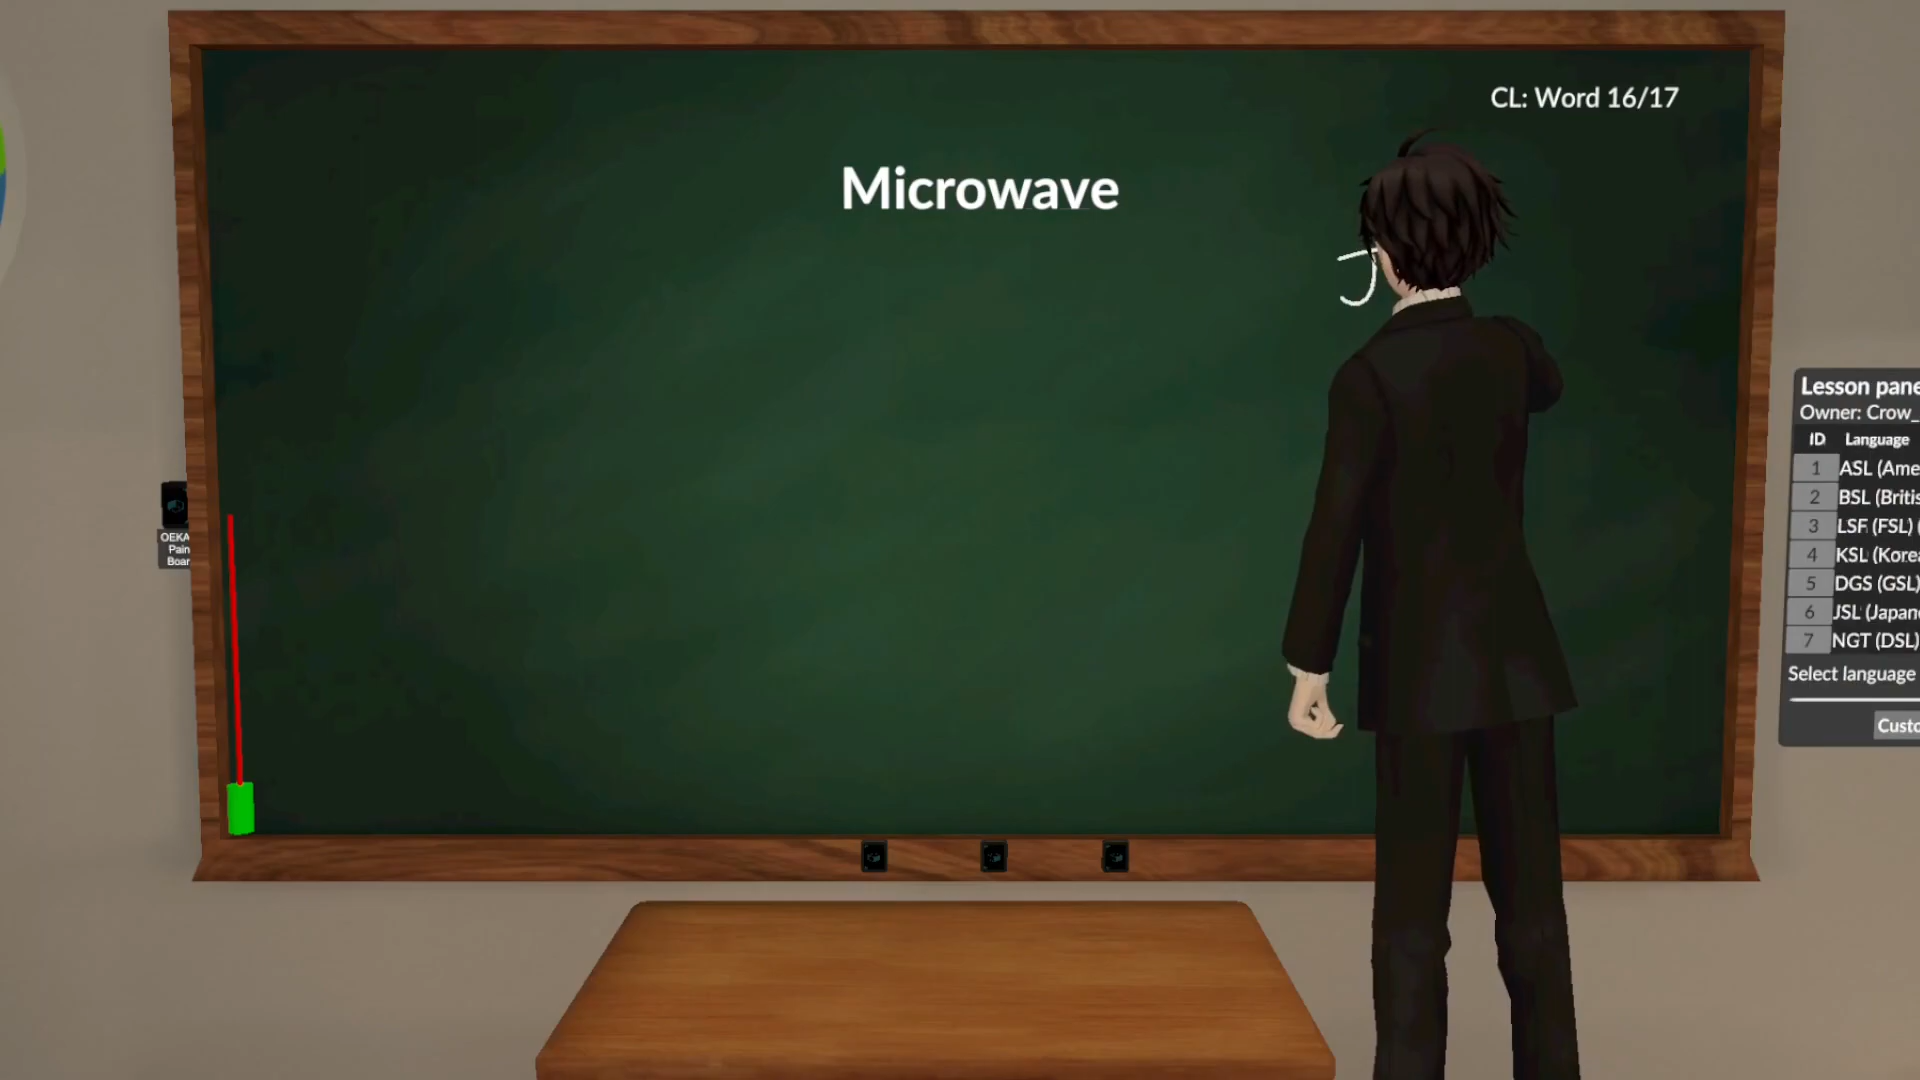 CL: Word 16/17
Microwave
J
OEKA
Pain
Boar
Lesson pane
Owner: Crow_
ID Language
1 ASL (Ame
2 BSL (Britis
3 LSF (FSL) (
4 KSL (Korea
5 DGS (GSL)
6 JSL (Japan
7 NGT (DSL)
Select language
Custo